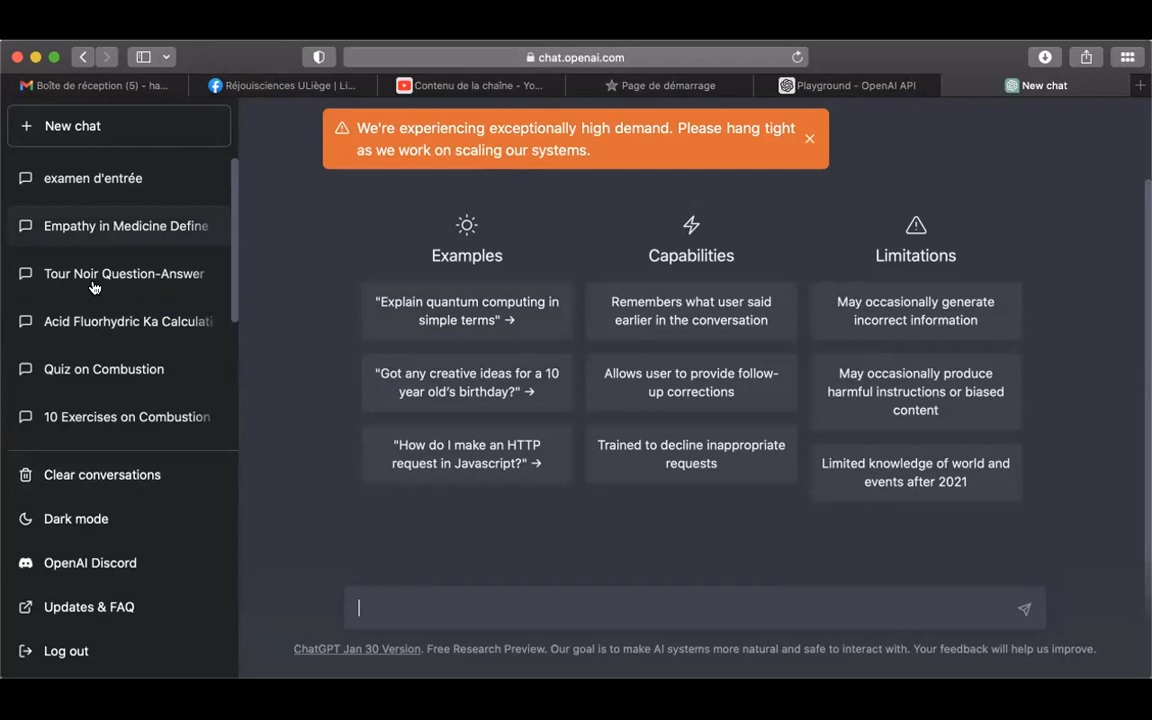 chat.openai.com
Boîte de réception (5) - ha...
Réjouisciences ULiège | Li...
Contenu de la chaîne - Yo...
Page de démarrage
Playground - OpenAI API
New chat
New chat
examen d'entrée
Empathy in Medicine Define
Tour Noir Question-Answer
Acid Fluorhydric Ka Calculati
Quiz on Combustion
10 Exercises on Combustion
Clear conversations
Dark mode
OpenAI Discord
Updates & FAQ
Log out
We're experiencing exceptionally high demand. Please hang tight
as we work on scaling our systems.
Examples
"Explain quantum computing in
simple terms" →
"Got any creative ideas for a 10
year old's birthday?" →
"How do I make an HTTP
request in Javascript?" →
Capabilities
Remembers what user said
earlier in the conversation
Allows user to provide follow-
up corrections
Trained to decline inappropriate
requests
Limitations
May occasionally generate
incorrect information
May occasionally produce
harmful instructions or biased
content
Limited knowledge of world and
events after 2021
ChatGPT Jan 30 Version. Free Research Preview. Our goal is to make AI systems more natural and safe to interact with. Your feedback will help us improve.